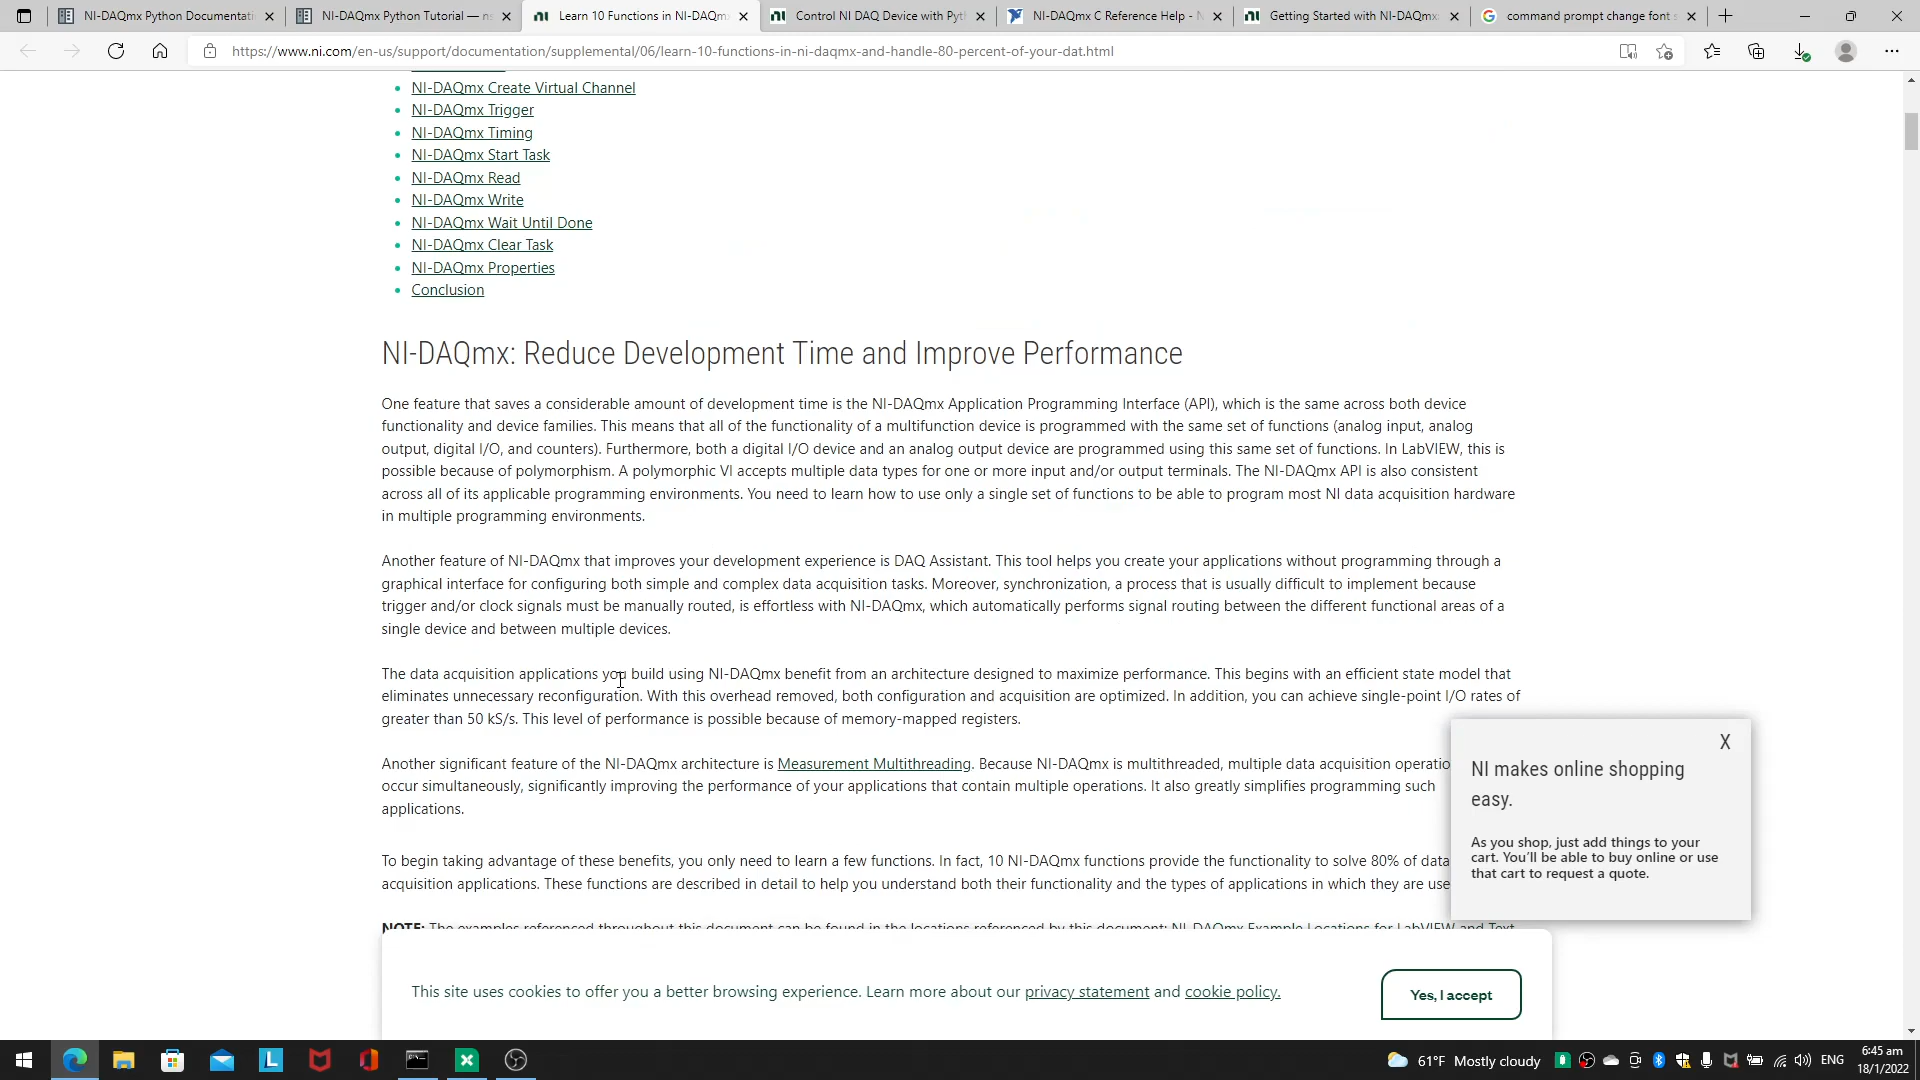 NI-DAQmx Python Documentati
NI-DAQmx Python Tutorial — n
Learn 10 Functions in NI-DAQm
Control NI DAQ Device with Pyt
NI-DAQmx C Reference Help - N
Getting Started with NI-DAQmx
command prompt change font s
https://www.ni.com/en-us/support/documentation/supplemental/06/learn-10-functions-in-ni-daqmx-and-handle-80-percent-of-your-dat.html
NI-DAQmx Create Virtual Channel
NI-DAQmx Trigger
NI-DAQmx Timing
NI-DAQmx Start Task
NI-DAQmx Read
NI-DAQmx Write
NI-DAQmx Wait Until Done
NI-DAQmx Clear Task
NI-DAQmx Properties
Conclusion
NI-DAQmx: Reduce Development Time and Improve Performance
One feature that saves a considerable amount of development time is the NI-DAQmx Application Programming Interface (API), which is the same across both device
functionality and device families. This means that all of the functionality of a multifunction device is programmed with the same set of functions (analog input, analog
output, digital I/O, and counters). Furthermore, both a digital I/O device and an analog output device are programmed using this same set of functions. In LabVIEW, this is
possible because of polymorphism. A polymorphic VI accepts multiple data types for one or more input and/or output terminals. The NI-DAQmx API is also consistent
across all of its applicable programming environments. You need to learn how to use only a single set of functions to be able to program most NI data acquisition hardware
in multiple programming environments.
Another feature of NI-DAQmx that improves your development experience is DAQ Assistant. This tool helps you create your applications without programming through a
graphical interface for configuring both simple and complex data acquisition tasks. Moreover, synchronization, a process that is usually difficult to implement because
trigger and/or clock signals must be manually routed, is effortless with NI-DAQmx, which automatically performs signal routing between the different functional areas of a
single device and between multiple devices.
The data acquisition applications you build using NI-DAQmx benefit from an architecture designed to maximize performance. This begins with an efficient state model that
eliminates unnecessary reconfiguration. With this overhead removed, both configuration and acquisition are optimized. In addition, you can achieve single-point I/O rates of
greater than 50 kS/s. This level of performance is possible because of memory-mapped registers.
Another significant feature of the NI-DAQmx architecture is Measurement Multithreading. Because NI-DAQmx is multithreaded, multiple data acquisition operatio
occur simultaneously, significantly improving the performance of your applications that contain multiple operations. It also greatly simplifies programming such
applications.
To begin taking advantage of these benefits, you only need to learn a few functions. In fact, 10 NI-DAQmx functions provide the functionality to solve 80% of data
acquisition applications. These functions are described in detail to help you understand both their functionality and the types of applications in which they are use
NOTE: The examples referenced throughout this document can be found in the locations referenced by this document: NI-DAQmx Example Locations for LabVIEW and Text
X
NI makes online shopping
easy.
As you shop, just add things to your
cart. You'll be able to buy online or use
that cart to request a quote.
This site uses cookies to offer you a better browsing experience. Learn more about our privacy statement and cookie policy.
Yes, I accept
61°F Mostly cloudy
ENG
6:45 am
18/1/2022